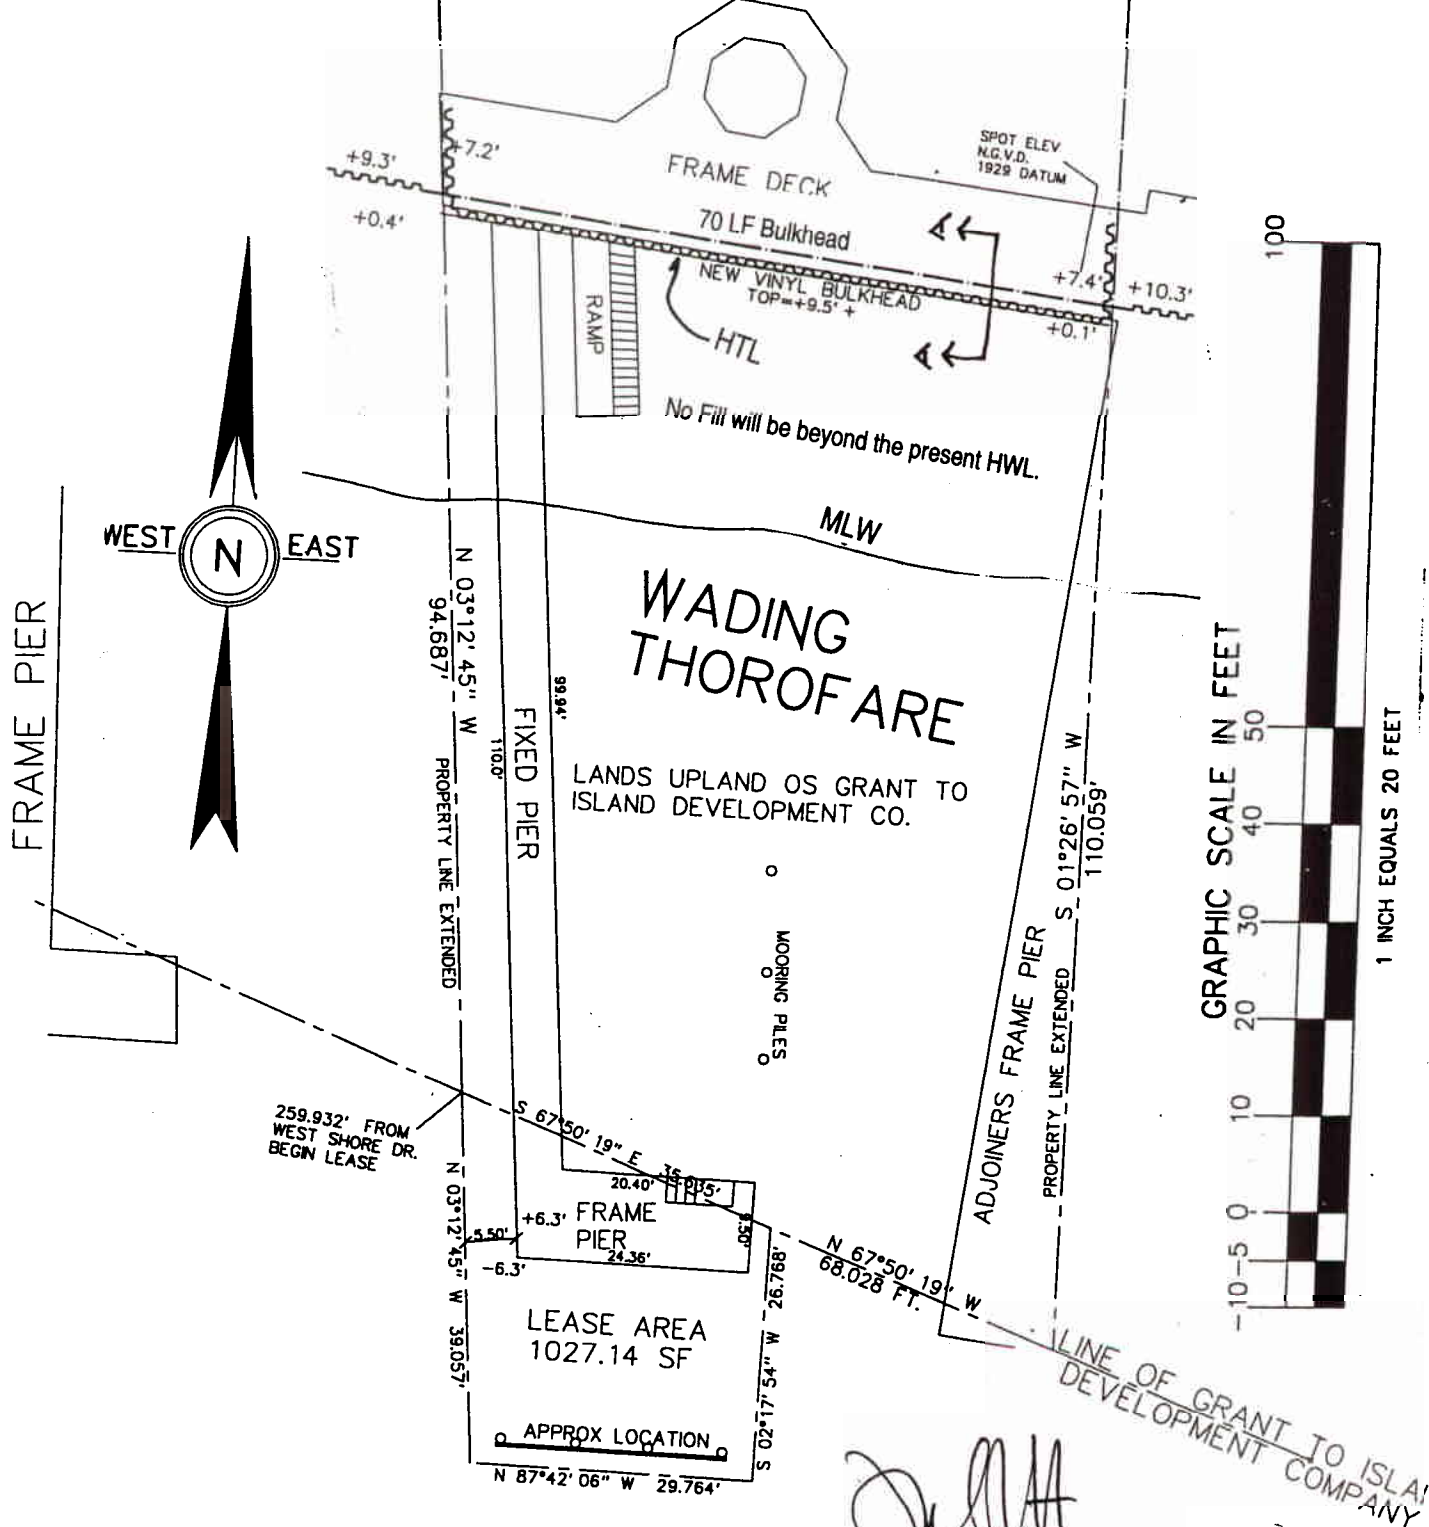 SPOT ELEV
N.G.V.D.
1929 DATUM
+9.3'
+7.2'
FRAME DECK
+0.4'
70 LF Bulkhead
NEW VINYL BULKHEAD
TOP=+9.5' +
+7.4'
+10.3'
+0.1'
RAMP
HTL
No Fill will be beyond the present HWL.
MLW
WEST
N
EAST
FRAME PIER
N 03°12' 45" W
94.687'
PROPERTY LINE EXTENDED
110.0'
FIXED PIER
99.94'
WADING
THOROFARE
LANDS UPLAND OS GRANT TO
ISLAND DEVELOPMENT CO.
MOORING PILES
S 01°26' 57" W
110.059'
PROPERTY LINE EXTENDED
ADJOINERS FRAME PIER
GRAPHIC SCALE IN FEET
100
50
40
30
20
10
0
-5
-10
1 INCH EQUALS 20 FEET
259.932' FROM
WEST SHORE DR.
BEGIN LEASE
S 67°50' 19" E
35.635'
20.40'
+6.3'
FRAME
PIER
9.50'
5.50'
24.36'
-6.3'
N 03°12' 45" W 39.057'
LEASE AREA
1027.14 SF
S 02°17' 54" W 26.768'
N 67°50' 19" W
68.028 FT.
APPROX LOCATION
N 87°42' 06" W 29.764'
LINE OF GRANT TO ISLA
DEVELOPMENT COMPANY